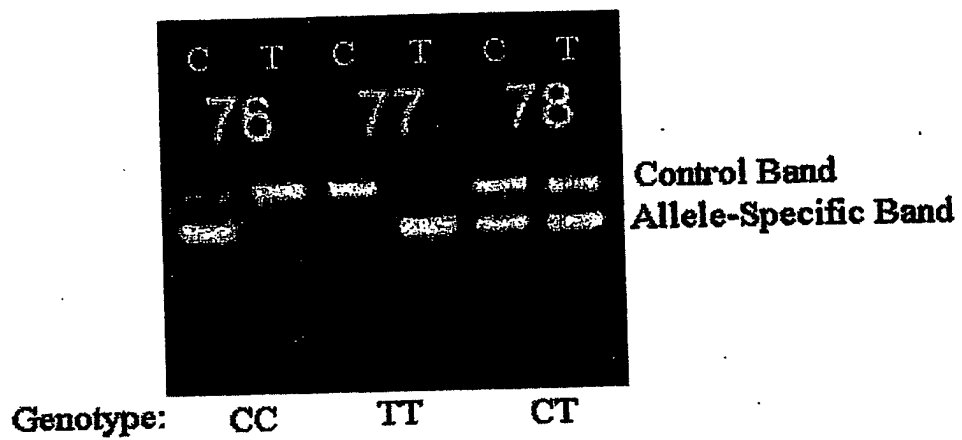 C T C T C T
76 77 78
Control Band
Allele-Specific Band
Genotype: CC TT CT